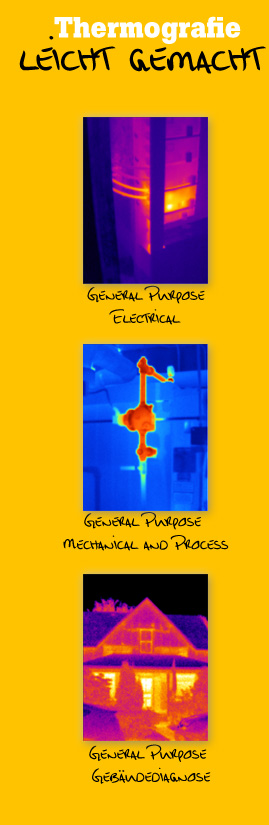 Thermografie
LEICHT GEMACHT
General Purpose
Electrical
General Purpose
Mechanical and Process
General Purpose
Gebäudediagnose